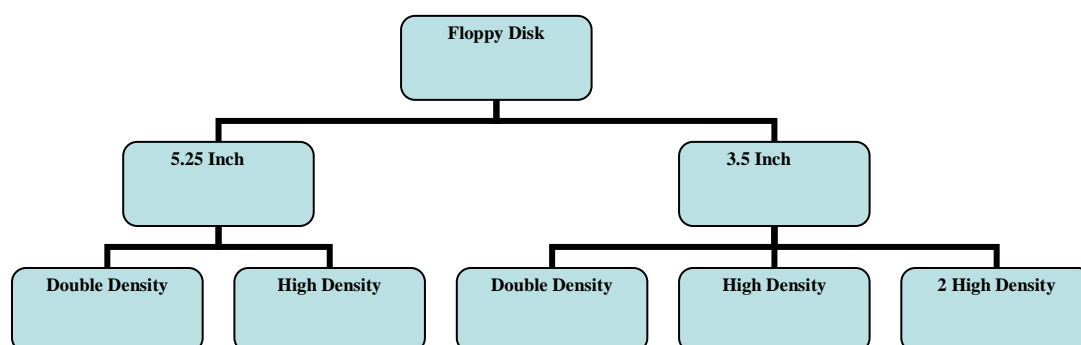 Floppy Disk
5.25 Inch
3.5 Inch
Double Density
High Density
Double Density
High Density
2 High Density